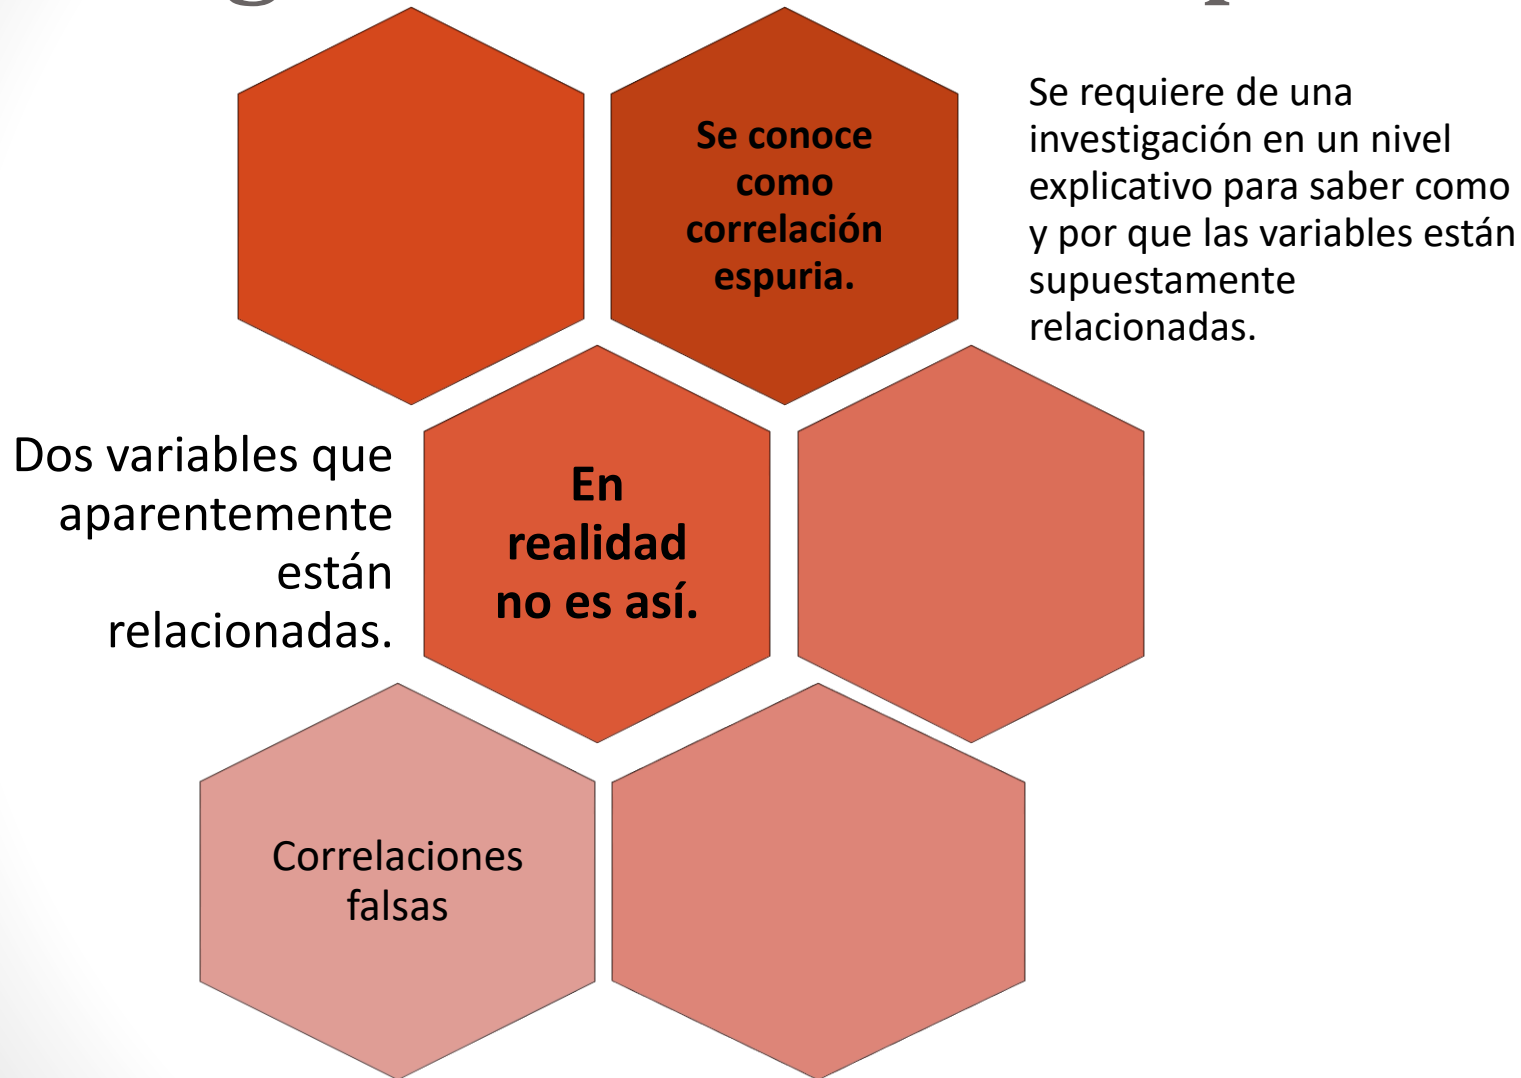 Se conoce
como
correlación
espuria.
Se requiere de una
investigación en un nivel
explicativo para saber como
y por que las variables están
supuestamente
relacionadas.
Dos variables que
aparentemente
están
relacionadas.
En
realidad
no es así.
Correlaciones
falsas